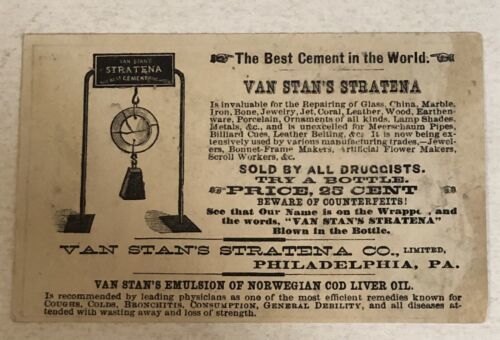 The Best Cement in the World.
VAN STAN'S
STRATENA
THE BEST CEMENT
VAN STAN'S STRATENA
Is invaluable for the Repairing of Glass, China, Marble,
Iron, Bone, Jewelry, Jet, Coral, Leather, Wood, Earthen-
ware, Porcelain, Ornaments of all kinds, Lamp Shades,
Metals, &c., and is unexcelled for Meerschaum Pipes,
Billiard Cues, Leather Belting, &c. It is now being ex-
tensively used by various manufacturing trades,—Jewel-
ers, Bonnet-Frame Makers, Artificial Flower Makers,
Scroll Workers, &c.
SOLD BY ALL DRUGGISTS.
TRY A BOTTLE.
PRICE, 25 CENT
BEWARE OF COUNTERFEITS!
See that Our Name is on the Wrappe , and
the words, "VAN STAN'S STRATENA"
Blown in the Bottle.
VAN STAN'S STRATENA CO., LIMITED,
PHILADELPHIA, PA.
VAN STAN'S EMULSION OF NORWEGIAN COD LIVER OIL.
Is recommended by leading physicians as one of the most efficient remedies known for
COUGHS, COLDS, BRONCHITIS, CONSUMPTION, GENERAL DEBILITY, and all diseases at-
tended with wasting away and loss of strength.